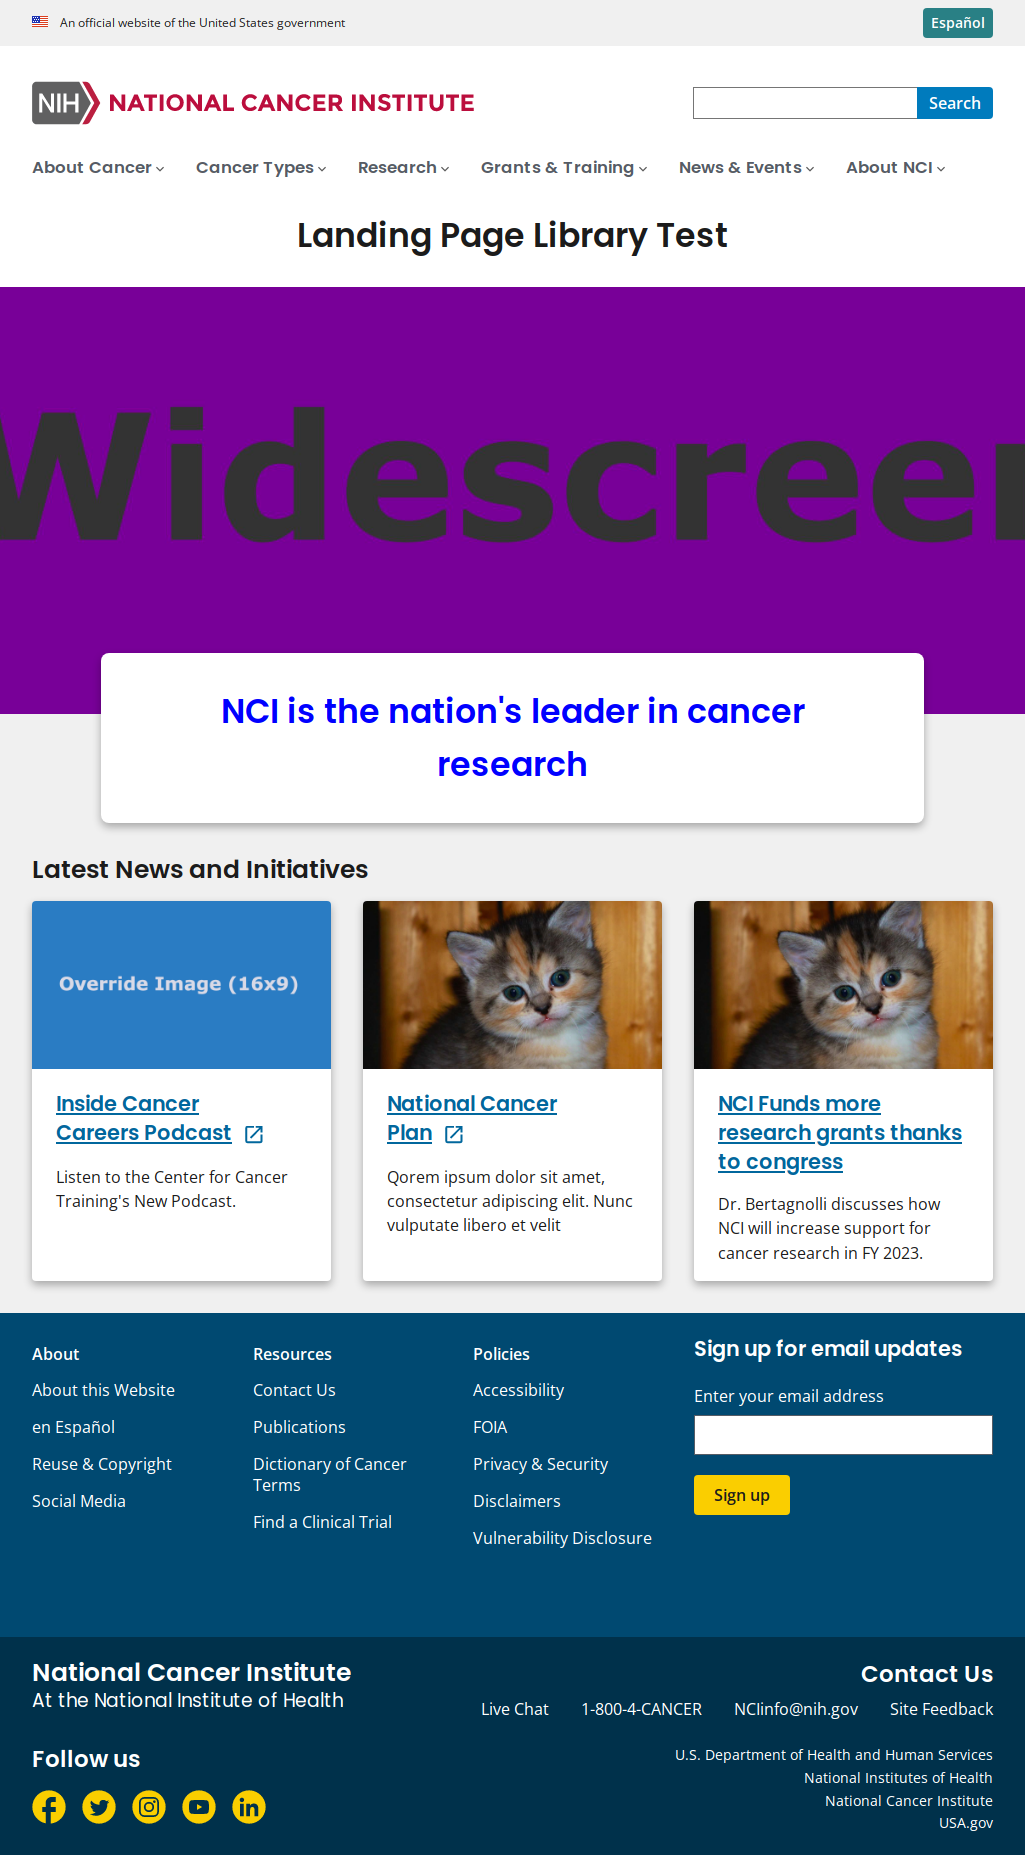 An official website of the United States government
Español
NIH NATIONAL CANCER INSTITUTE
Search
About Cancer Cancer Types Research Grants & Training News & Events About NCI
Landing Page Library Test
Widescreen
NCI is the nation's leader in cancer
research
Latest News and Initiatives
Override Image (16x9)
Inside Cancer
Careers Podcast
Listen to the Center for Cancer
Training's New Podcast.
National Cancer
Plan
Qorem ipsum dolor sit amet,
consectetur adipiscing elit. Nunc
vulputate libero et velit
NCI Funds more
research grants thanks
to congress
Dr. Bertagnolli discusses how
NCI will increase support for
cancer research in FY 2023.
About
About this Website
en Español
Reuse & Copyright
Social Media
Resources
Contact Us
Publications
Dictionary of Cancer
Terms
Find a Clinical Trial
Policies
Accessibility
FOIA
Privacy & Security
Disclaimers
Vulnerability Disclosure
Sign up for email updates
Enter your email address
Sign up
National Cancer Institute
At the National Institute of Health
Contact Us
Live Chat 1-800-4-CANCER NCIinfo@nih.gov Site Feedback
Follow us
U.S. Department of Health and Human Services
National Institutes of Health
National Cancer Institute
USA.gov